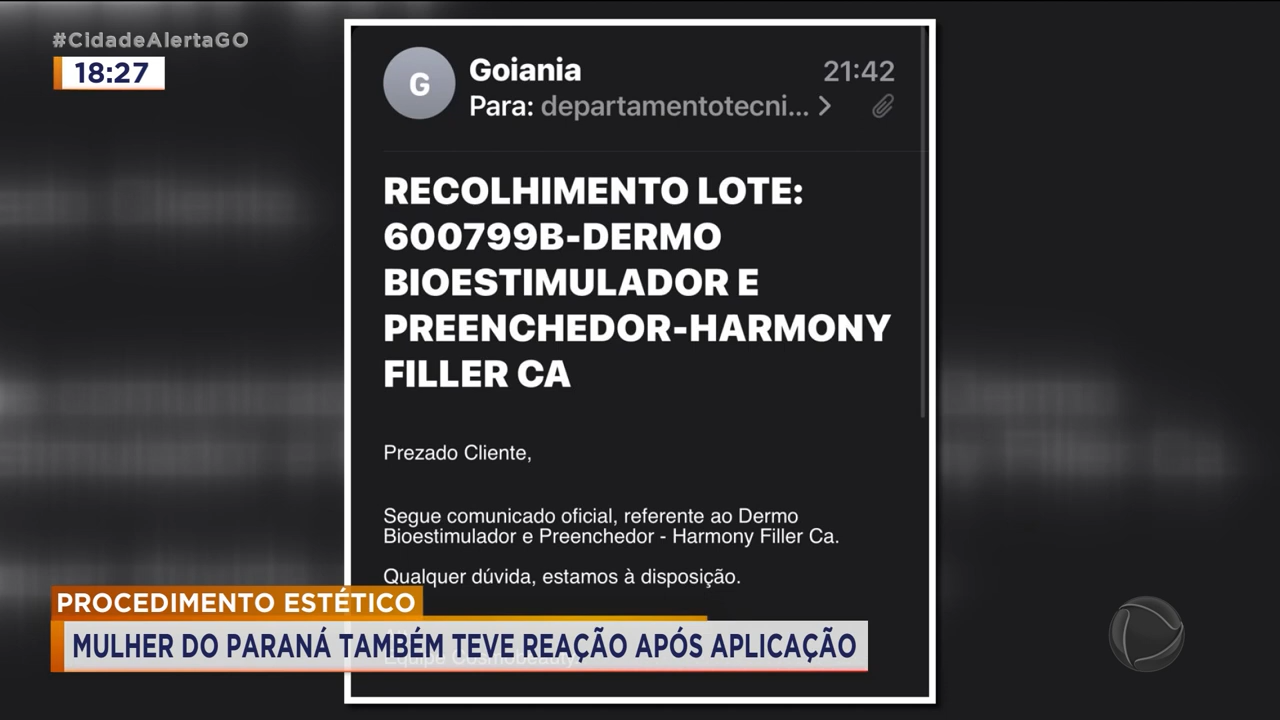 #CidadeAlertaGO
18:27
G
Goiania
21:42
Para: departamentotecni... >
RECOLHIMENTO LOTE:
600799B-DERMO
BIOESTIMULADOR E
PREENCHEDOR-HARMONY
FILLER CA
Prezado Cliente,
Segue comunicado oficial, referente ao Dermo
Bioestimulador e Preenchedor - Harmony Filler Ca.
Qualquer dúvida, estamos à disposição.
PROCEDIMENTO ESTÉTICO
MULHER DO PARANÁ TAMBÉM TEVE REAÇÃO APÓS APLICAÇÃO